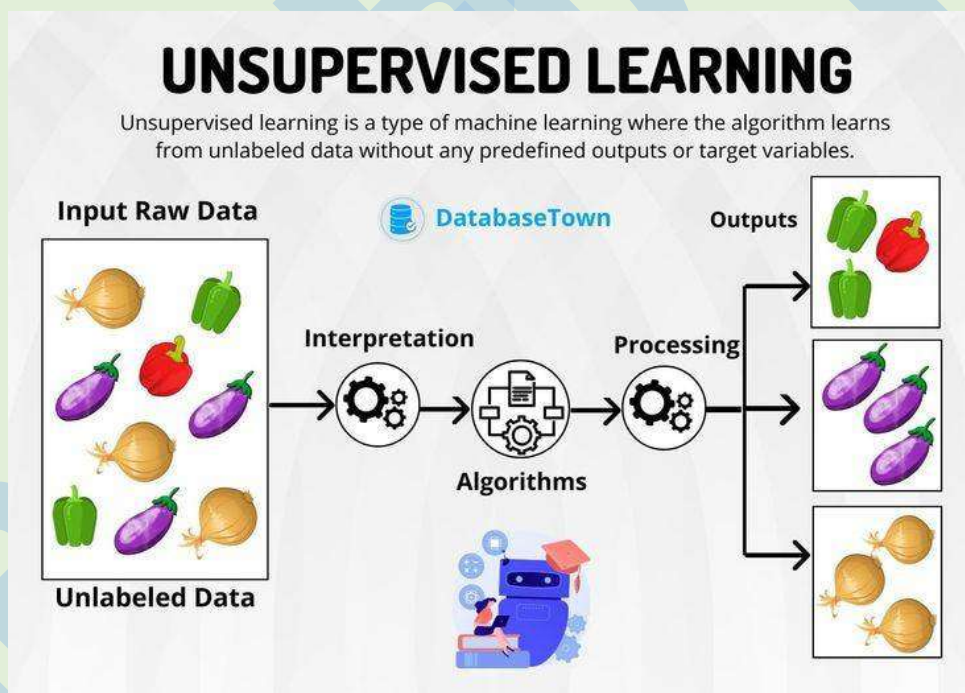 UNSUPERVISED LEARNING
Unsupervised learning is a type of machine learning where the algorithm learns
from unlabeled data without any predefined outputs or target variables.
Input Raw Data
DatabaseTown
Outputs
Interpretation
Processing
Algorithms
Unlabeled Data